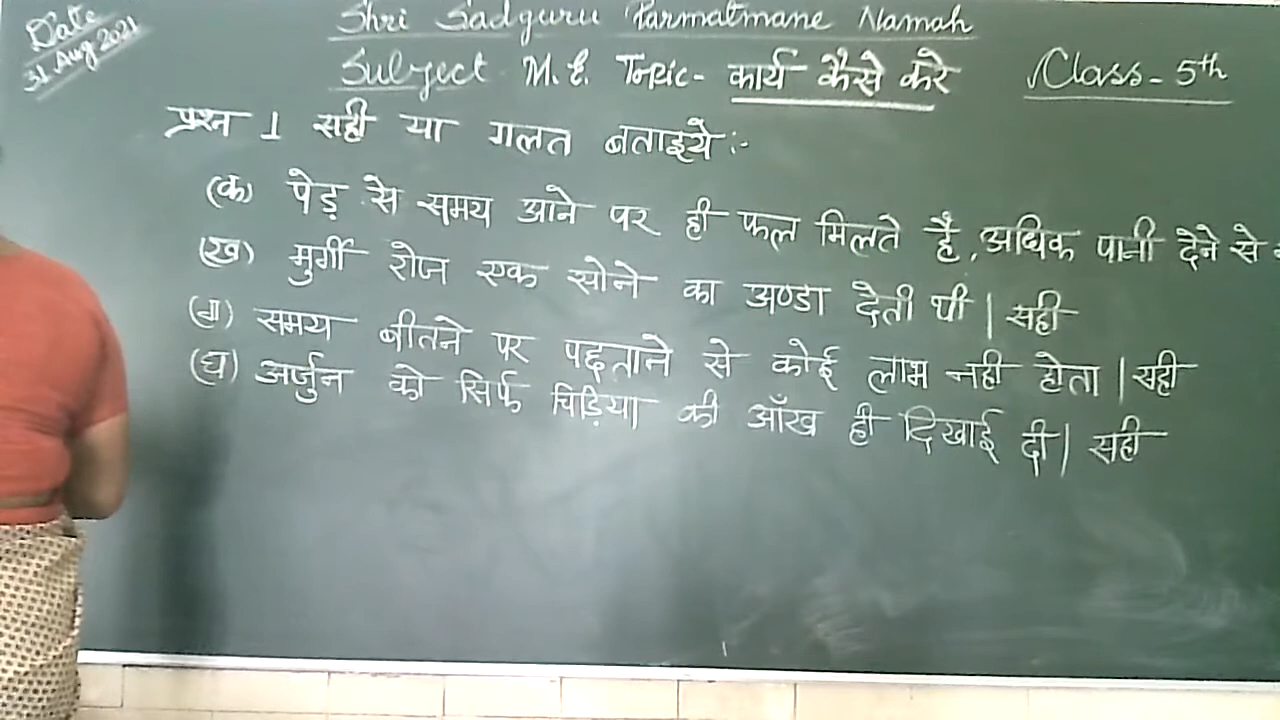 Date
31 Aug 2021
Shri Sadguru Parmatmane Namah
Subject M.E. Topic- कार्य कैसे करे Class - 5th
प्रश्न 1 सही या गलत बताइये :-
(क) पेड़ से समय आने पर ही फल मिलते है, अधिक पानी देने से
(ख) मुर्गी रोज एक सोने का अण्डा देती थी | सही
(ग) समय बीतने पर पछताने से कोई लाभ नही होता | सही
(घ) अर्जुन को सिर्फ चिड़िया की आँख ही दिखाई दी | सही